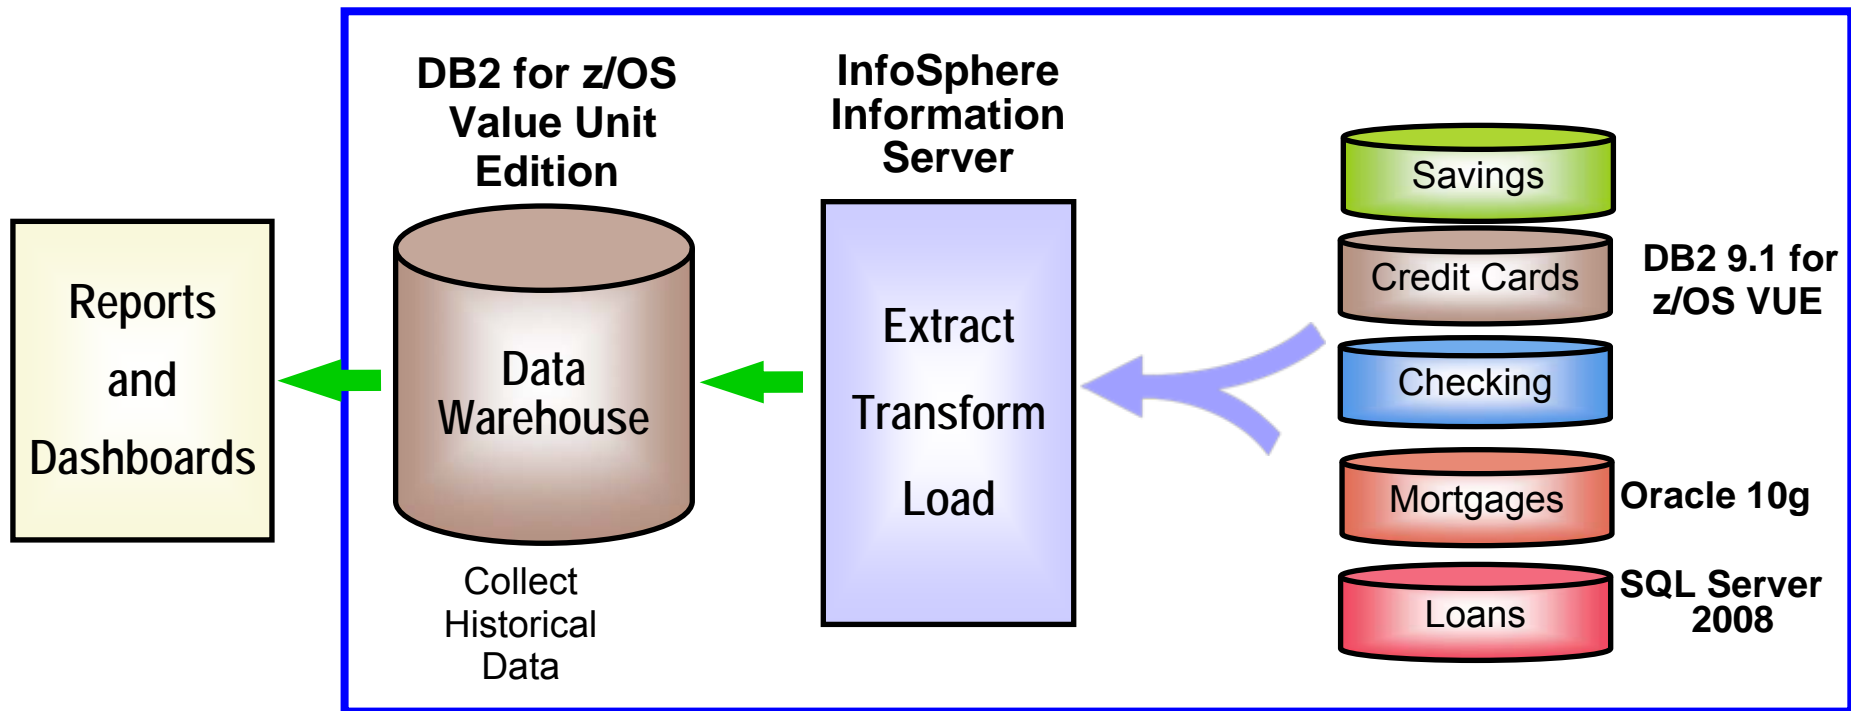 DB2 for z/OS
Value Unit
Edition
InfoSphere
Information
Server
Reports
and
Dashboards
Data
Warehouse
Collect
Historical
Data
Extract
Transform
Load
Savings
Credit Cards
Checking
Mortgages
Loans
DB2 9.1 for
z/OS VUE
Oracle 10g
SQL Server
2008